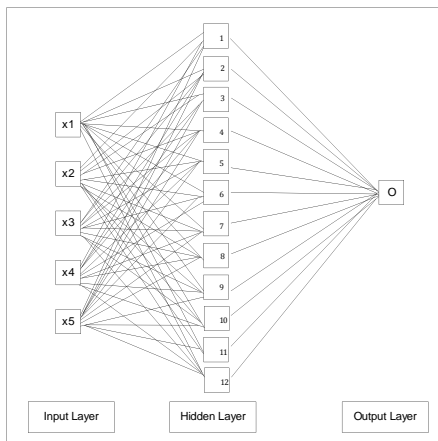 x1
x2
x3
x4
x5
1
2
3
4
5
6
7
8
9
10
11
12
O
Input Layer
Hidden Layer
Output Layer